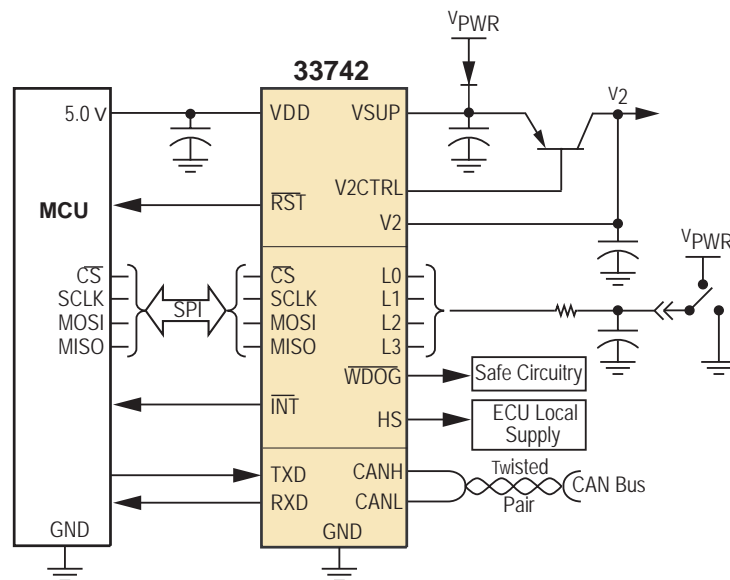 VPWR
33742
5.0 V
VDD
VSUP
V2
MCU
RST
V2CTRL
V2
VPWR
CS
SCLK
MOSI
MISO
SPI
CS
SCLK
MOSI
MISO
L0
L1
L2
L3
WDOG
Safe Circuitry
INT
HS
ECU Local
Supply
TXD
RXD
CANH
CANL
Twisted
Pair
CAN Bus
GND
GND